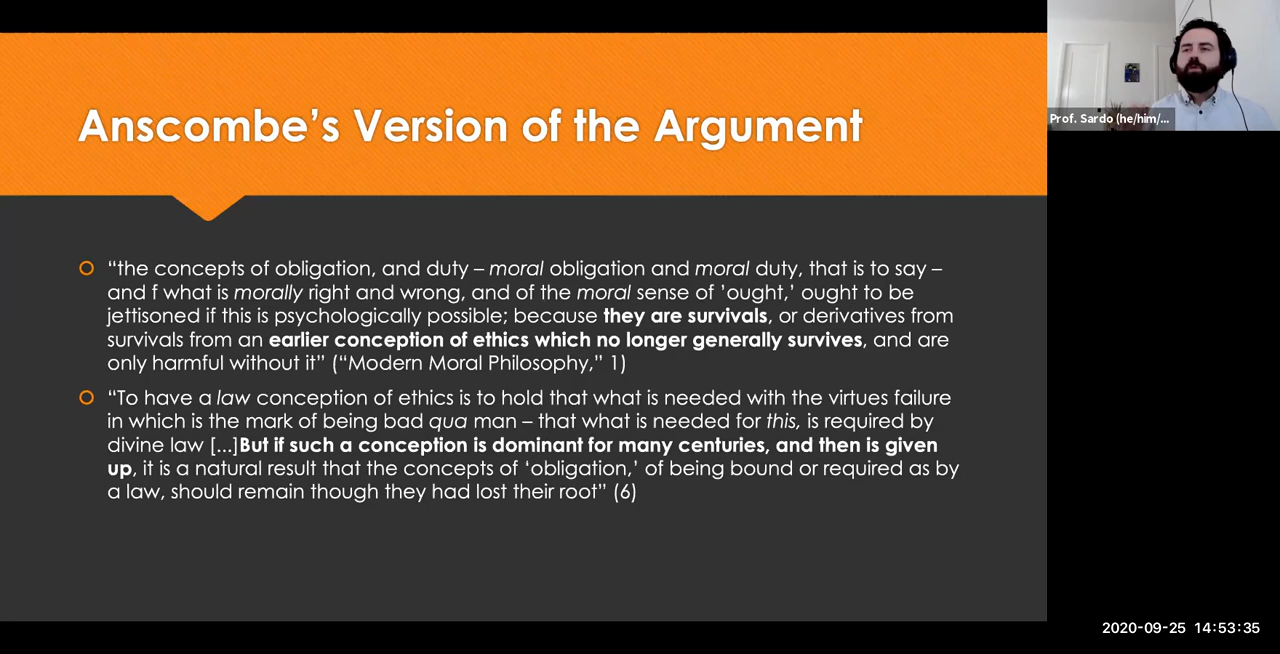 Anscombe’s Version of the Argument
Prof. Sardo (he/him/...
“the concepts of obligation, and duty – moral obligation and moral duty, that is to say –
and f what is morally right and wrong, and of the moral sense of ’ought,’ ought to be
jettisoned if this is psychologically possible; because they are survivals, or derivatives from
survivals from an earlier conception of ethics which no longer generally survives, and are
only harmful without it” (“Modern Moral Philosophy,” 1)
“To have a law conception of ethics is to hold that what is needed with the virtues failure
in which is the mark of being bad qua man – that what is needed for this, is required by
divine law [...]But if such a conception is dominant for many centuries, and then is given
up, it is a natural result that the concepts of ‘obligation,’ of being bound or required as by
a law, should remain though they had lost their root” (6)
2020-09-25 14:53:35